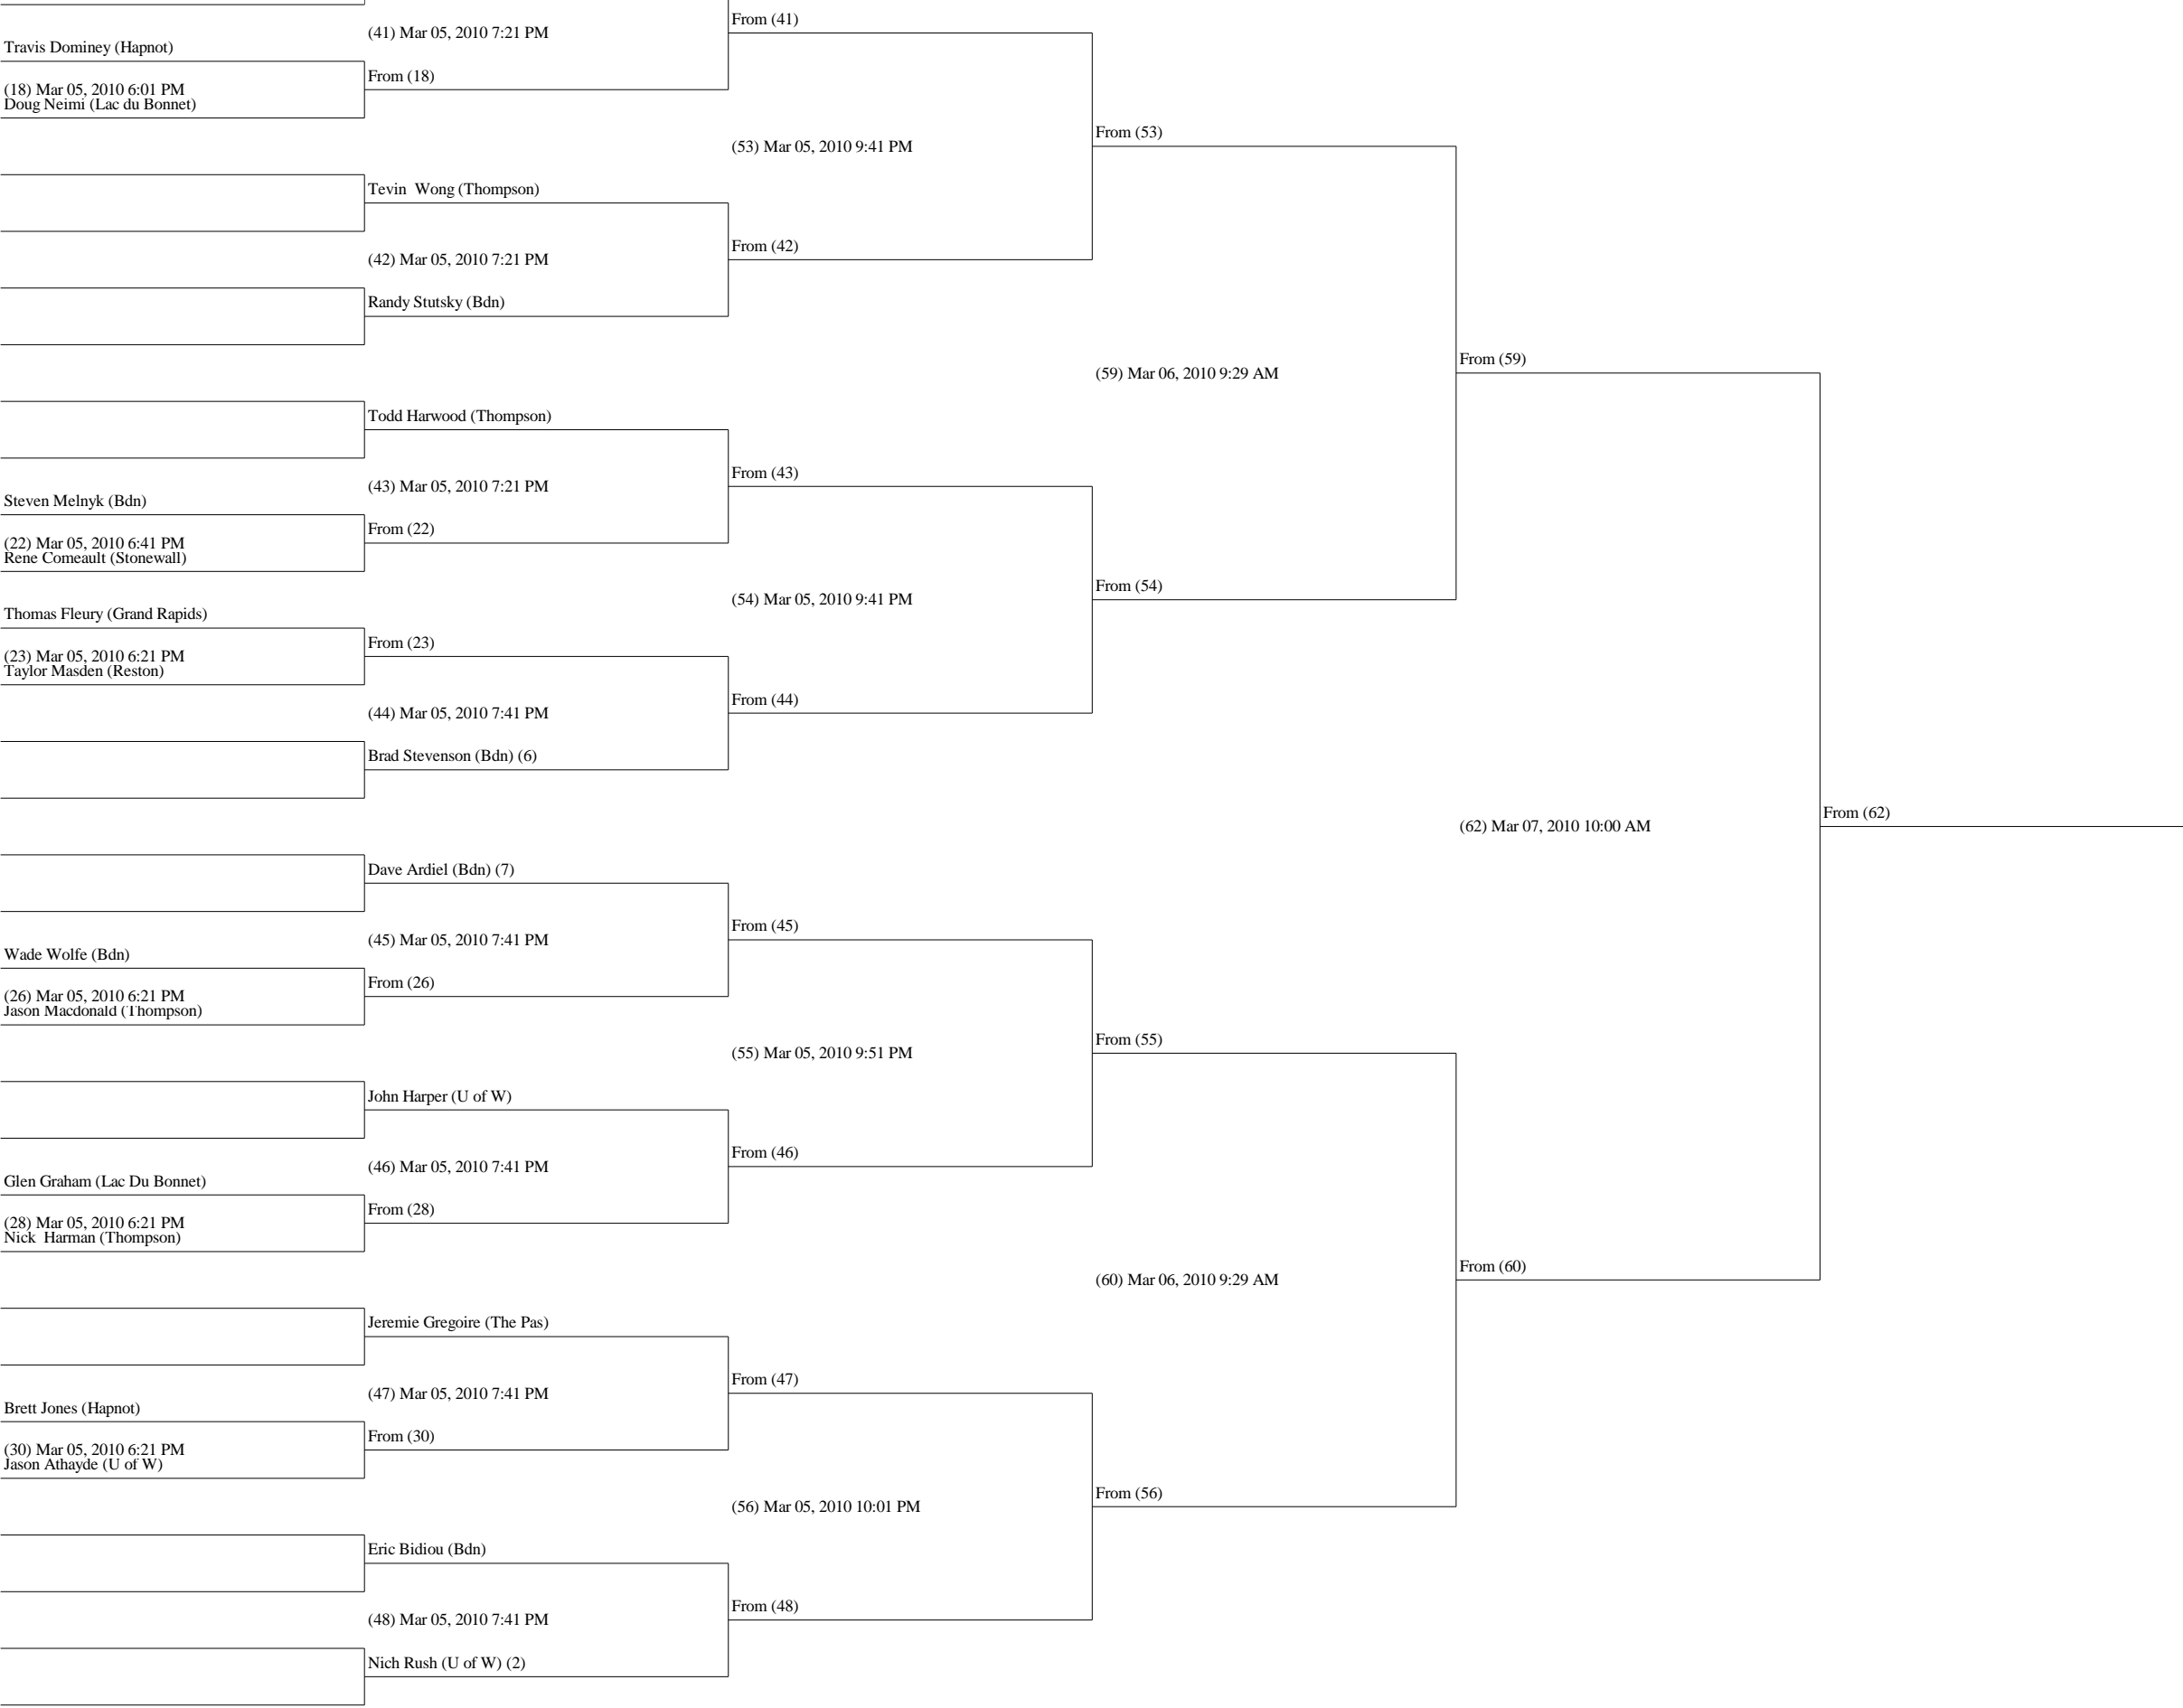 From (41)
(41) Mar 05, 2010 7:21 PM
Travis Dominey (Hapnot)
From (18)
(18) Mar 05, 2010 6:01 PM
Doug Neimi (Lac du Bonnet)
From (53)
(53) Mar 05, 2010 9:41 PM
Tevin  Wong (Thompson)
From (42)
(42) Mar 05, 2010 7:21 PM
Randy Stutsky (Bdn)
From (59)
(59) Mar 06, 2010 9:29 AM
Todd Harwood (Thompson)
From (43)
(43) Mar 05, 2010 7:21 PM
Steven Melnyk (Bdn)
From (22)
(22) Mar 05, 2010 6:41 PM
Rene Comeault (Stonewall)
From (54)
(54) Mar 05, 2010 9:41 PM
Thomas Fleury (Grand Rapids)
From (23)
(23) Mar 05, 2010 6:21 PM
Taylor Masden (Reston)
From (44)
(44) Mar 05, 2010 7:41 PM
Brad Stevenson (Bdn) (6)
From (62)
(62) Mar 07, 2010 10:00 AM
Dave Ardiel (Bdn) (7)
From (45)
(45) Mar 05, 2010 7:41 PM
Wade Wolfe (Bdn)
From (26)
(26) Mar 05, 2010 6:21 PM
Jason Macdonald (Thompson)
From (55)
(55) Mar 05, 2010 9:51 PM
John Harper (U of W)
From (46)
(46) Mar 05, 2010 7:41 PM
Glen Graham (Lac Du Bonnet)
From (28)
(28) Mar 05, 2010 6:21 PM
Nick  Harman (Thompson)
From (60)
(60) Mar 06, 2010 9:29 AM
Jeremie Gregoire (The Pas)
From (47)
(47) Mar 05, 2010 7:41 PM
Brett Jones (Hapnot)
From (30)
(30) Mar 05, 2010 6:21 PM
Jason Athayde (U of W)
From (56)
(56) Mar 05, 2010 10:01 PM
Eric Bidiou (Bdn)
From (48)
(48) Mar 05, 2010 7:41 PM
Nich Rush (U of W) (2)